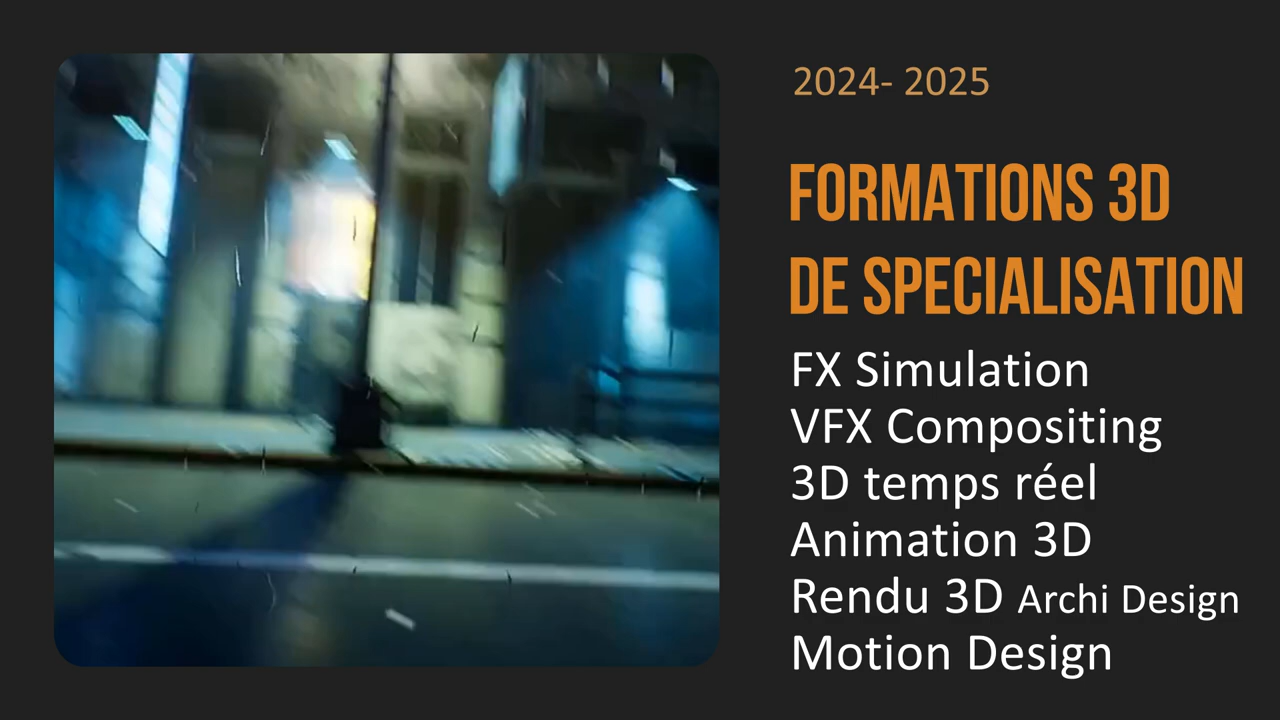 2024- 2025
FORMATIONS 3D
DE SPECIALISATION
FX Simulation
VFX Compositing
3D temps réel
Animation 3D
Rendu 3D Archi Design
Motion Design